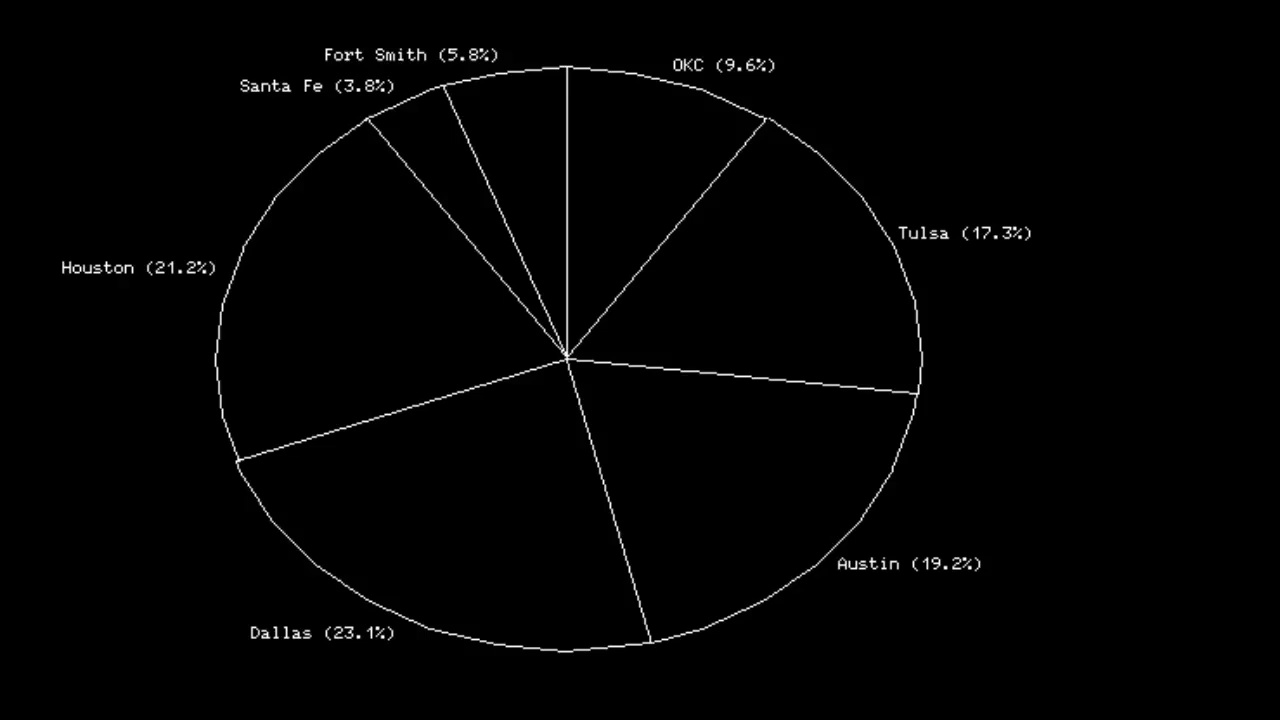 Fort Smith (5.8%)
OKC (9.6%)
Santa Fe (3.8%)
Tulsa (17.3%)
Houston (21.2%)
Austin (19.2%)
Dallas (23.1%)